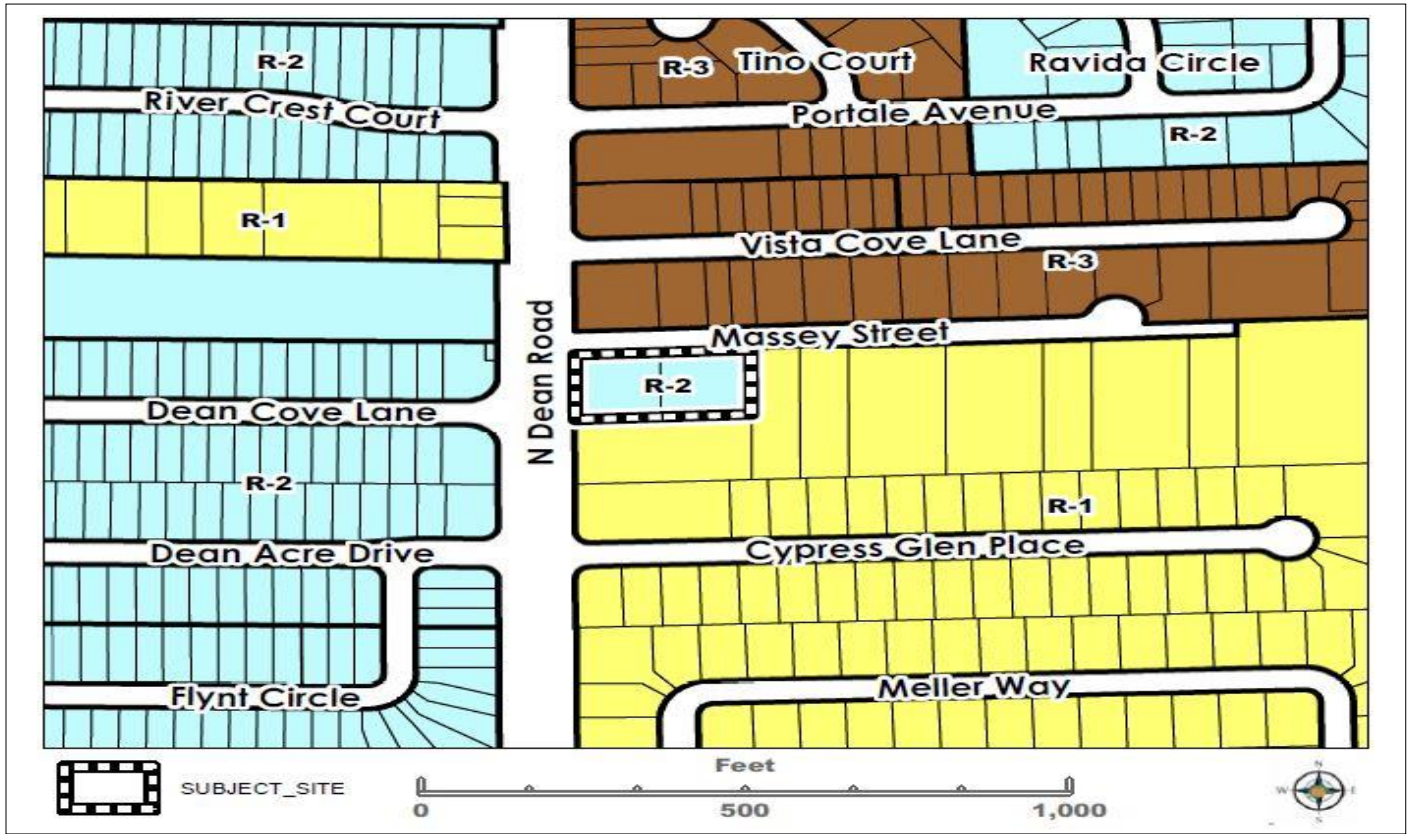 R-2
R-3
Tino Court
Ravida Circle
River Crest Court
Portale Avenue
R-2
R-1
Vista Cove Lane
R-3
Massey Street
N Dean Road
R-2
Dean Cove Lane
R-2
R-1
Dean Acre Drive
Cypress Glen Place
Flynt Circle
Meller Way
SUBJECT_SITE
Feet
0 500 1,000
N
W E
S